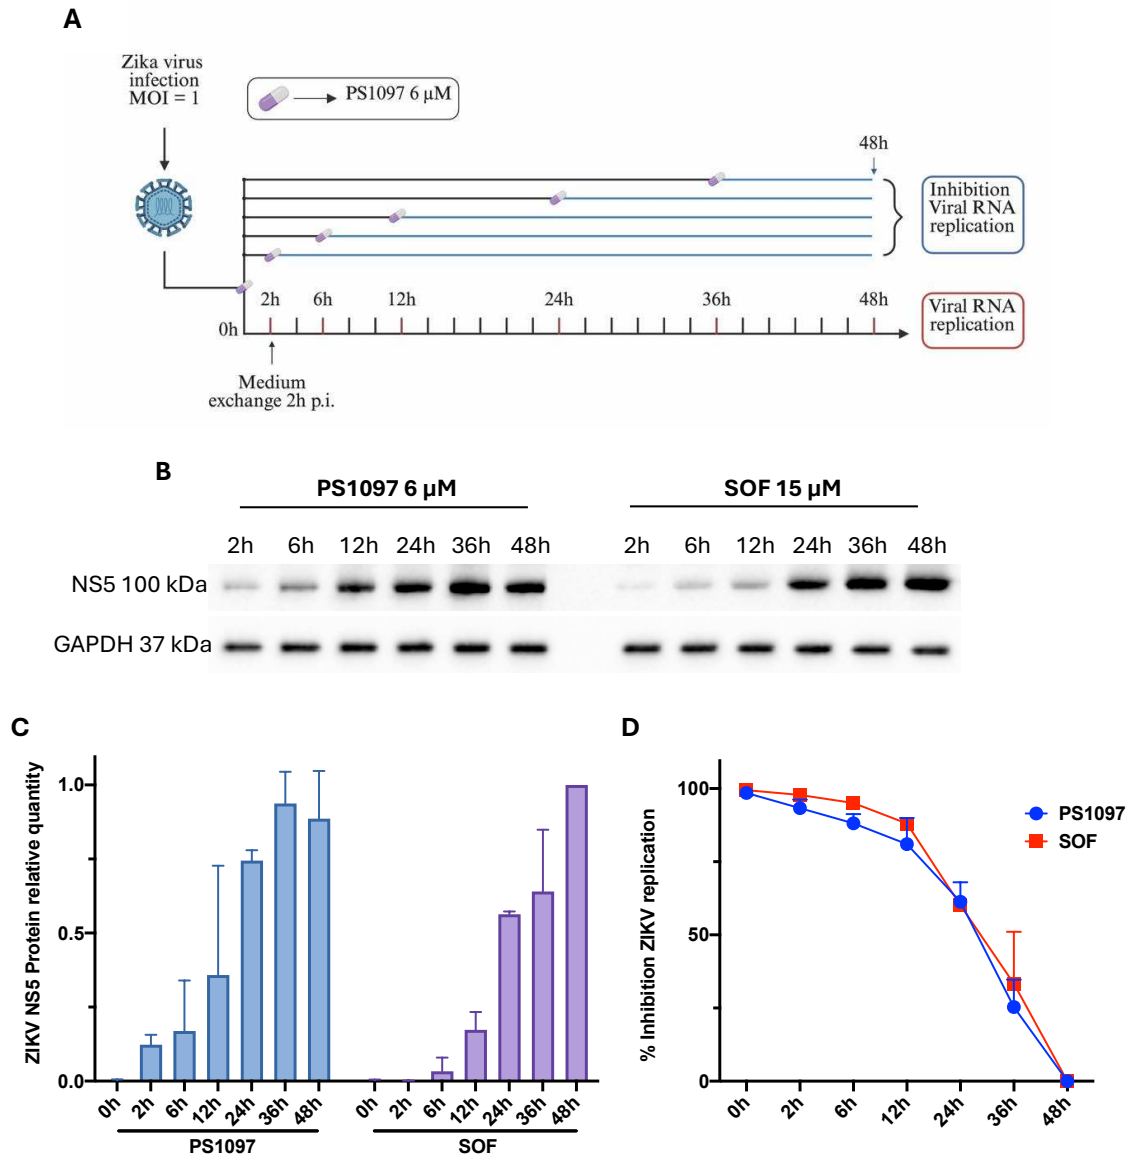 A
Zika virus
infection
MOI = 1
PS1097 6 µM
48h
Inhibition
Viral RNA
replication
2h 6h 12h 24h 36h 48h
0h
Viral RNA
replication
Medium
exchange 2h p.i.
B
PS1097 6 µM SOF 15 µM
2h 6h 12h 24h 36h 48h 2h 6h 12h 24h 36h 48h
NS5 100 kDa
GAPDH 37 kDa
C
ZIKV NS5 Protein relative quantity
1.0
0.5
0.0
0h 2h 6h 12h 24h 36h 48h 0h 2h 6h 12h 24h 36h 48h
PS1097 SOF
D
% Inhibition ZIKV replication
100
50
0
0h 2h 6h 12h 24h 36h 48h
PS1097
SOF